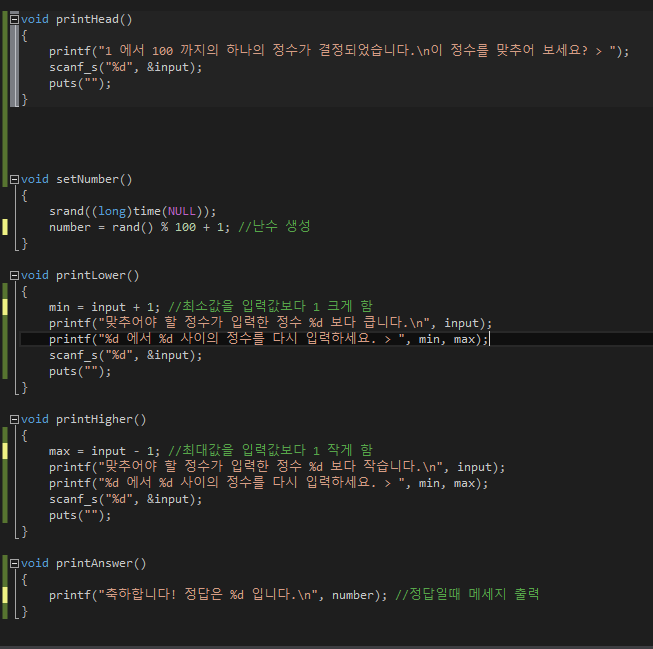 void printHead()
{
printf("1 에서 100 까지의 하나의 정수가 결정되었습니다.\n이 정수를 맞추어 보세요? > ");
scanf_s("%d", &input);
puts("");
}
void setNumber()
{
srand((long)time(NULL));
number = rand() % 100 + 1; //난수 생성
}
void printLower()
{
min = input + 1; //최소값을 입력값보다 1 크게 함
printf("맞추어야 할 정수가 입력한 정수 %d 보다 큽니다.\n", input);
printf("%d 에서 %d 사이의 정수를 다시 입력하세요. > ", min, max);
scanf_s("%d", &input);
puts("");
}
void printHigher()
{
max = input - 1; //최대값을 입력값보다 1 작게 함
printf("맞추어야 할 정수가 입력한 정수 %d 보다 작습니다.\n", input);
printf("%d 에서 %d 사이의 정수를 다시 입력하세요. > ", min, max);
scanf_s("%d", &input);
puts("");
}
void printAnswer()
{
printf("축하합니다! 정답은 %d 입니다.\n", number); //정답일때 메세지 출력
}